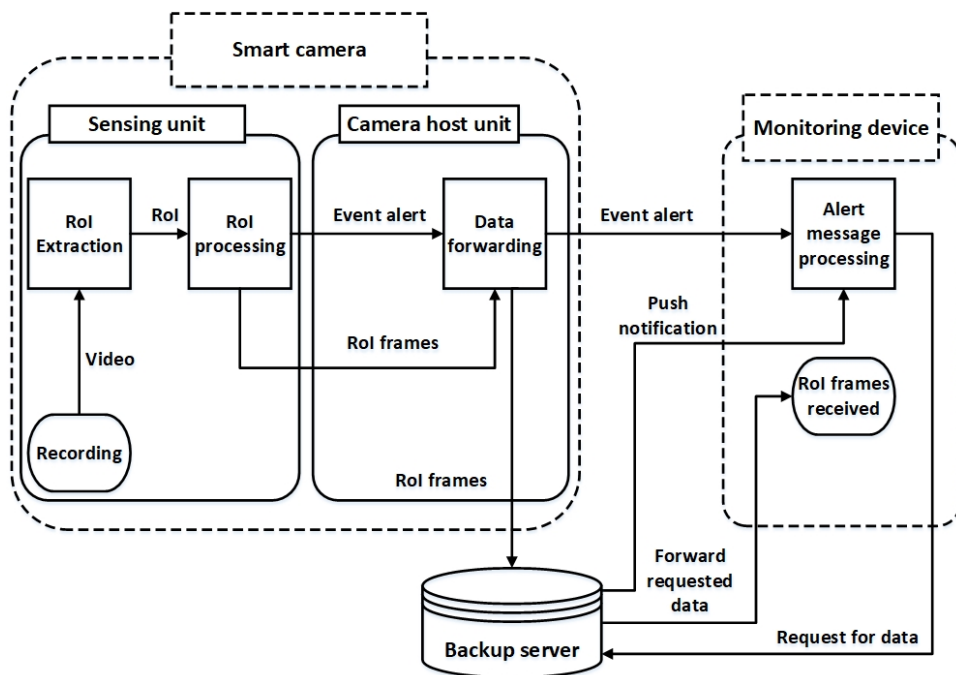 Smart camera
Sensing unit
Camera host unit
Monitoring device
RoI
Extraction
RoI
RoI
processing
Event alert
Data
forwarding
Event alert
Alert
message
processing
Push
notification
RoI frames
Video
RoI frames
received
Recording
RoI frames
Forward
requested
data
Request for data
Backup server